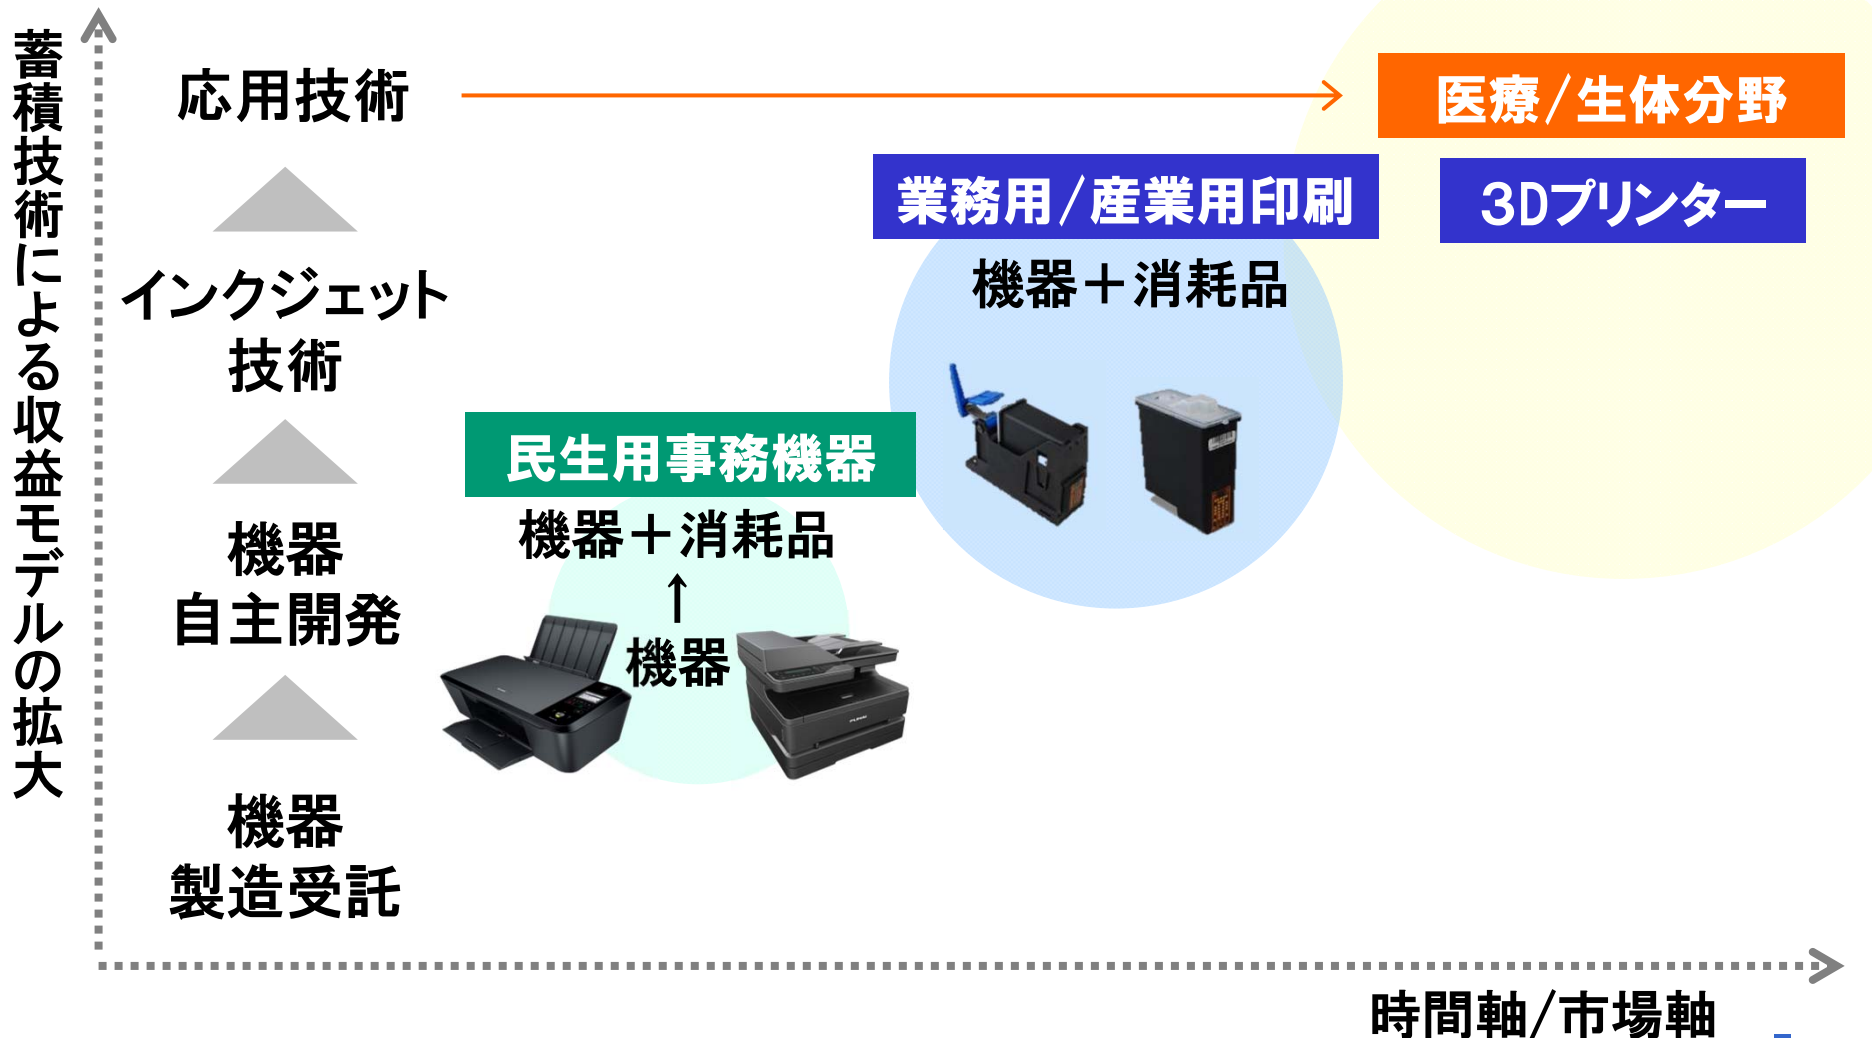 蓄積技術による収益モデルの拡大
応用技術
医療/生体分野
業務用/産業用印刷
3Dプリンター
機器＋消耗品
インクジェット
技術
民生用事務機器
機器＋消耗品
↑
機器
機器
自主開発
機器
製造受託
時間軸/市場軸